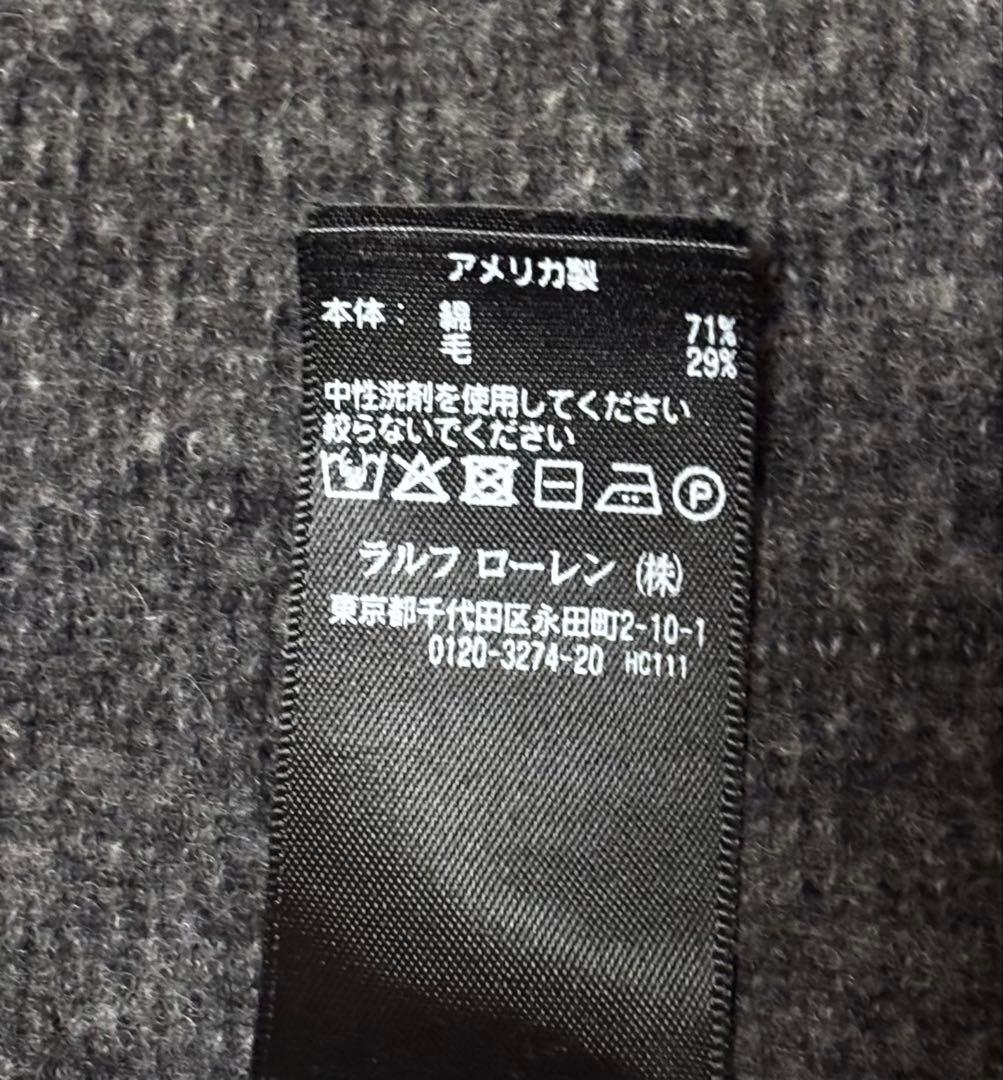 アメリカ製
本体： 綿 71%
毛 29%
中性洗剤を使用してください
絞らないでください
P
ラルフ ローレン (株)
東京都千代田区永田町2-10-1
0120-3274-20 HC111